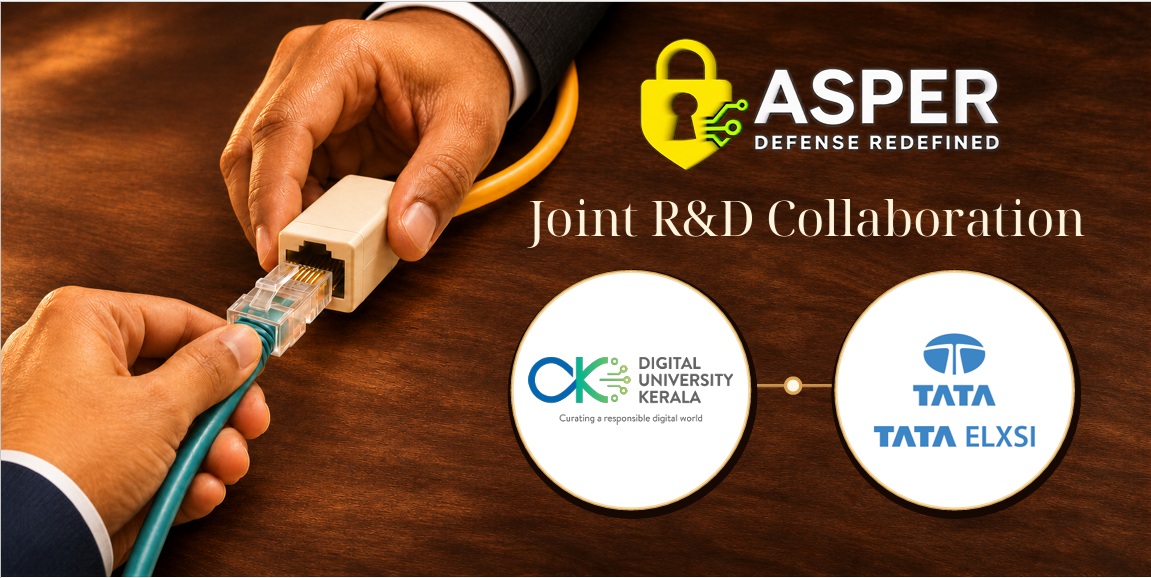 ASPER
DEFENSE REDEFINED
Joint R&D Collaboration
DIGITAL
UNIVERSITY
KERALA
Curating a responsible digital world
TATA
TATA ELXSI